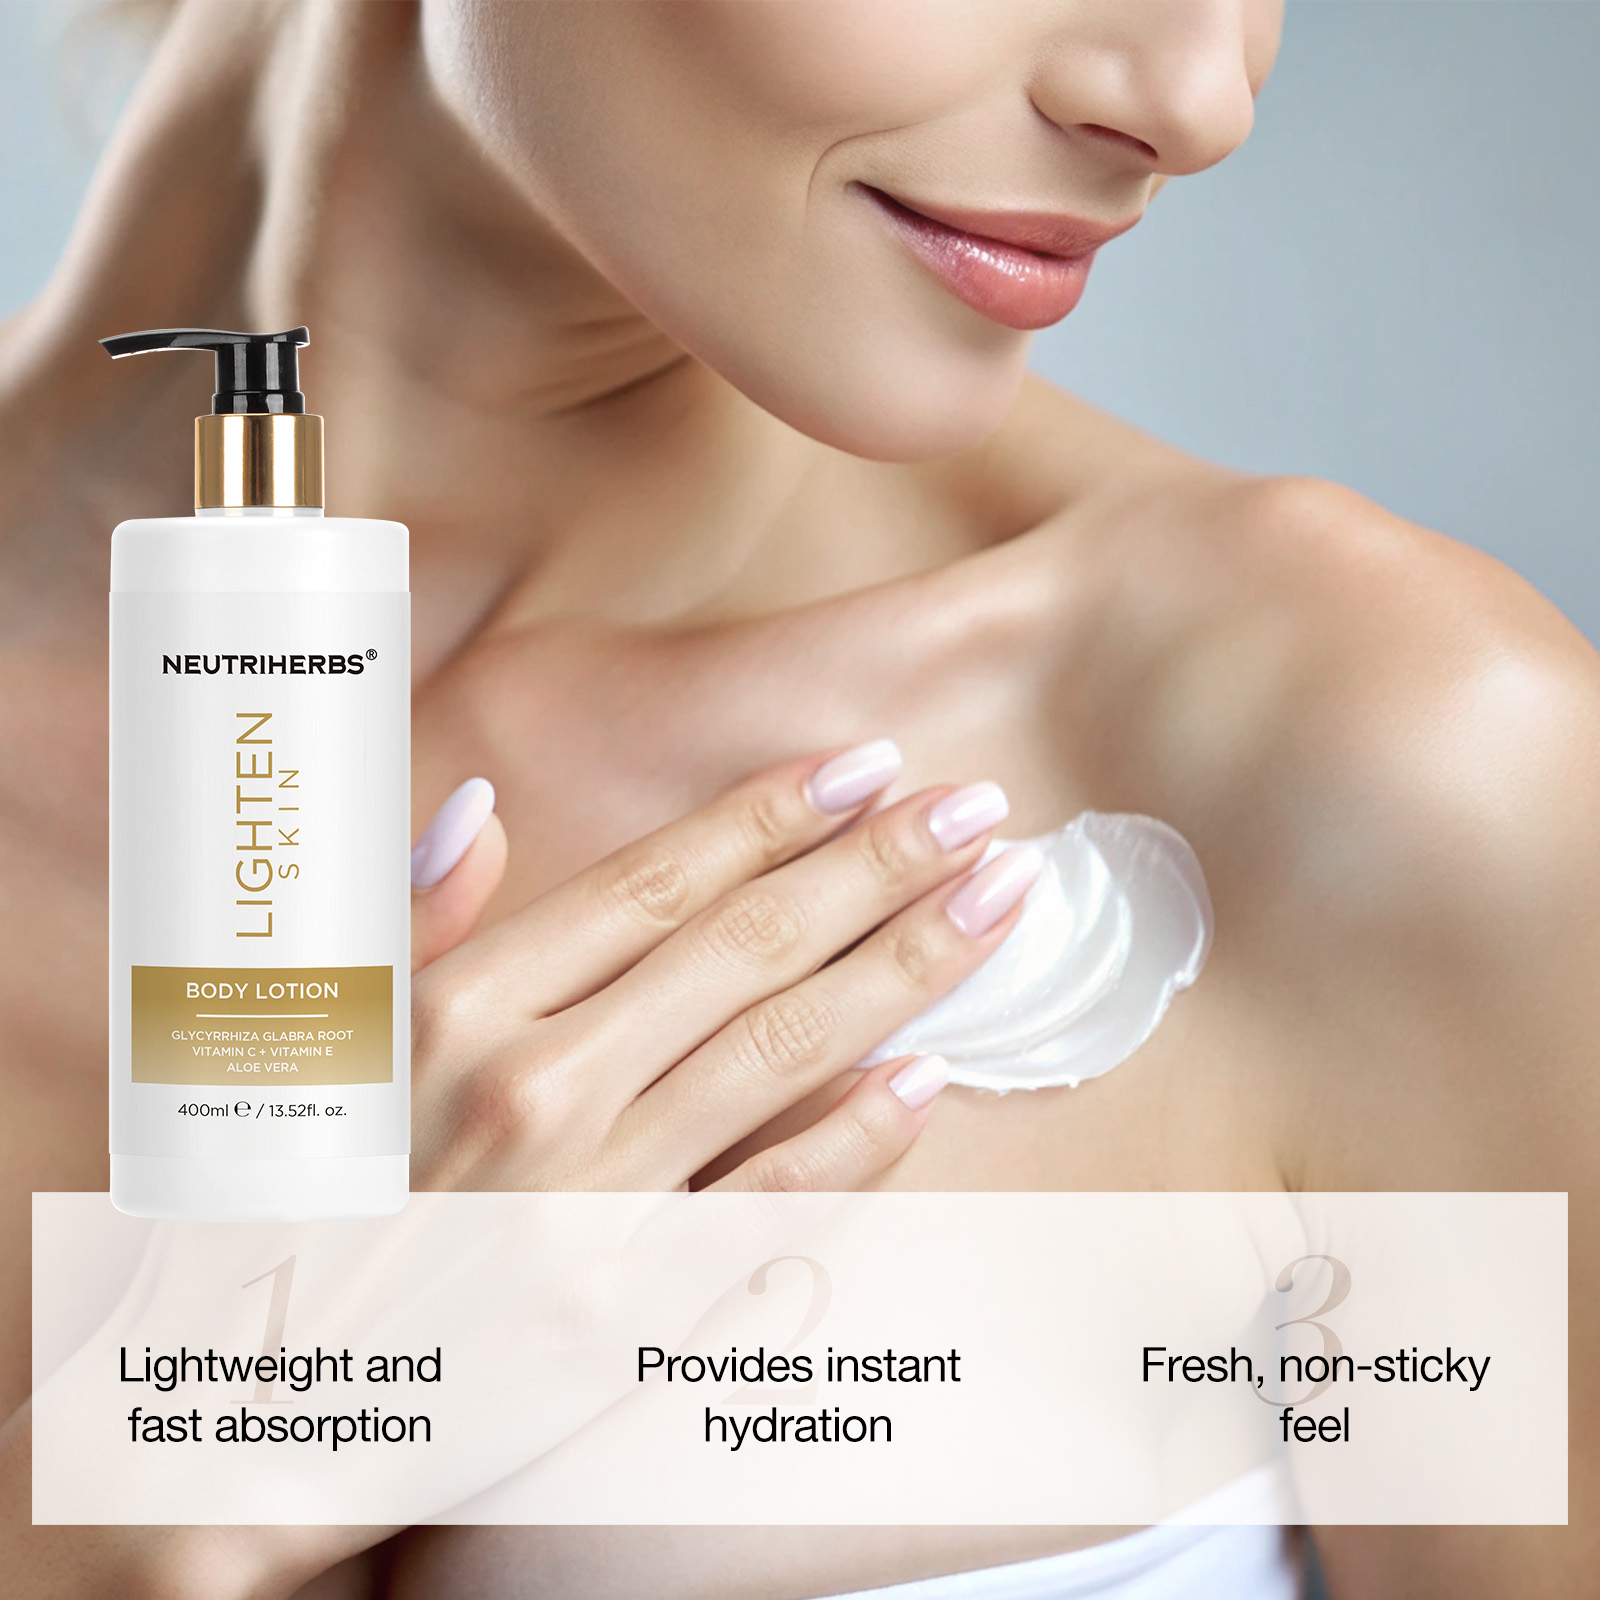 NEUTRIHERBS®
LIGHTEN
SKIN
BODY LOTION
GLYCYRRHIZA GLABRA ROOT
VITAMIN C + VITAMIN E
ALOE VERA
400ml ℮ / 13.52fl. oz.
1
Lightweight and
fast absorption
2
Provides instant
hydration
3
Fresh, non-sticky
feel